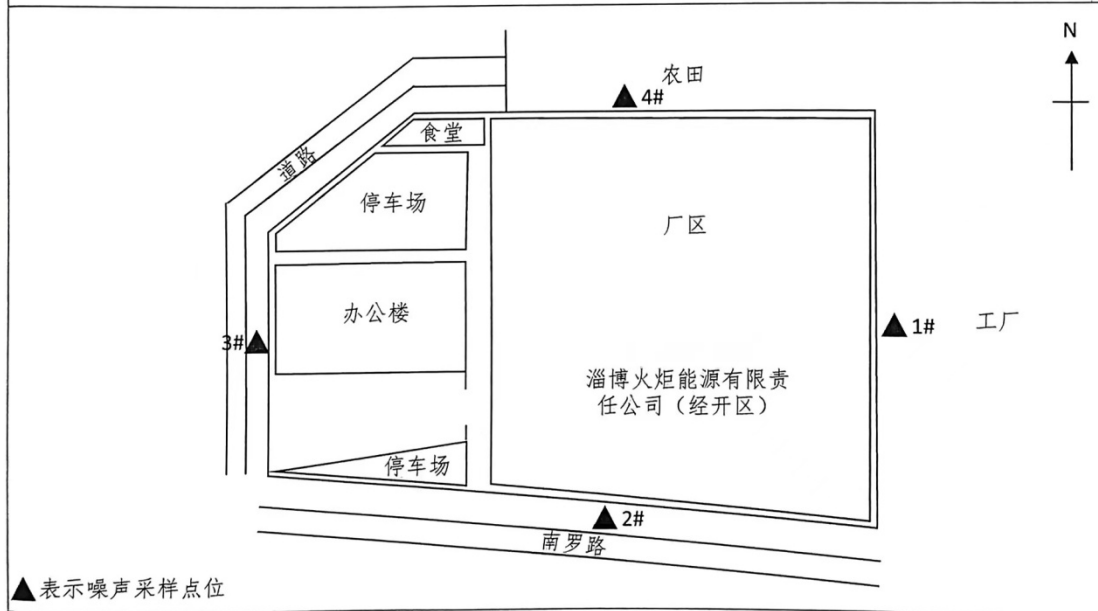 N
农田
4#
食堂
道路
停车场
厂区
办公楼
3#
1#
工厂
淄博火炬能源有限责
任公司（经开区）
停车场
2#
南罗路
▲表示噪声采样点位